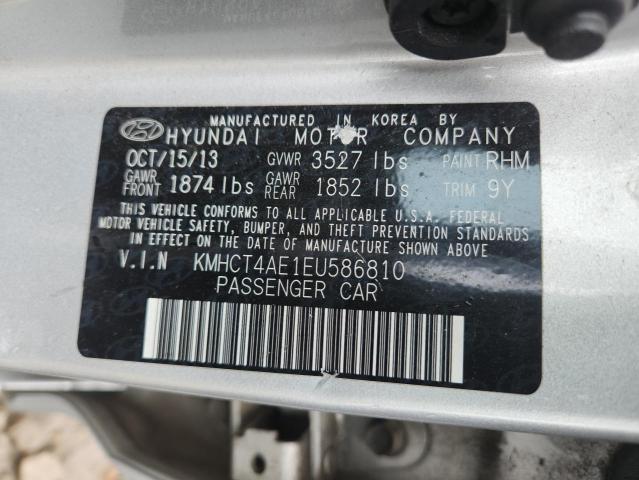 MANUFACTURED IN KOREA BY
HYUNDAI MOTOR COMPANY
OCT/15/13 GVWR 3527 lbs PAINT RHM
GAWR FRONT 1874 lbs GAWR REAR 1852 lbs TRIM 9Y
THIS VEHICLE CONFORMS TO ALL APPLICABLE U.S.A. FEDERAL
MOTOR VEHICLE SAFETY, BUMPER, AND THEFT PREVENTION
STANDARDS IN EFFECT ON THE DATE OF MANUFACTURE SHOWN ABOVE.
V.I.N KMHCT4AE1EU586810
PASSENGER CAR